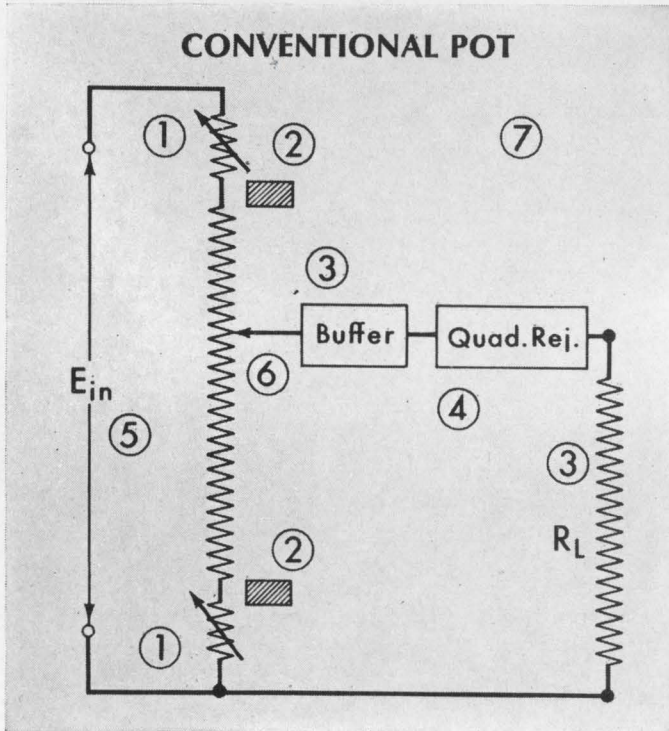 CONVENTIONAL POT
① ② ⑦
③
Buffer Quad.Rej.
⑥
E_in ④
⑤ ③
R_L
②
①